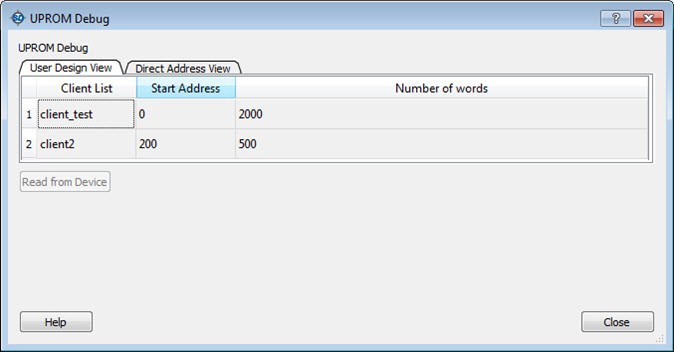 UPROM Debug
UPROM Debug
User Design View Direct Address View
Client List Start Address Number of words
1 client_test 0 2000
2 client2 200 500
Read from Device
Help Close